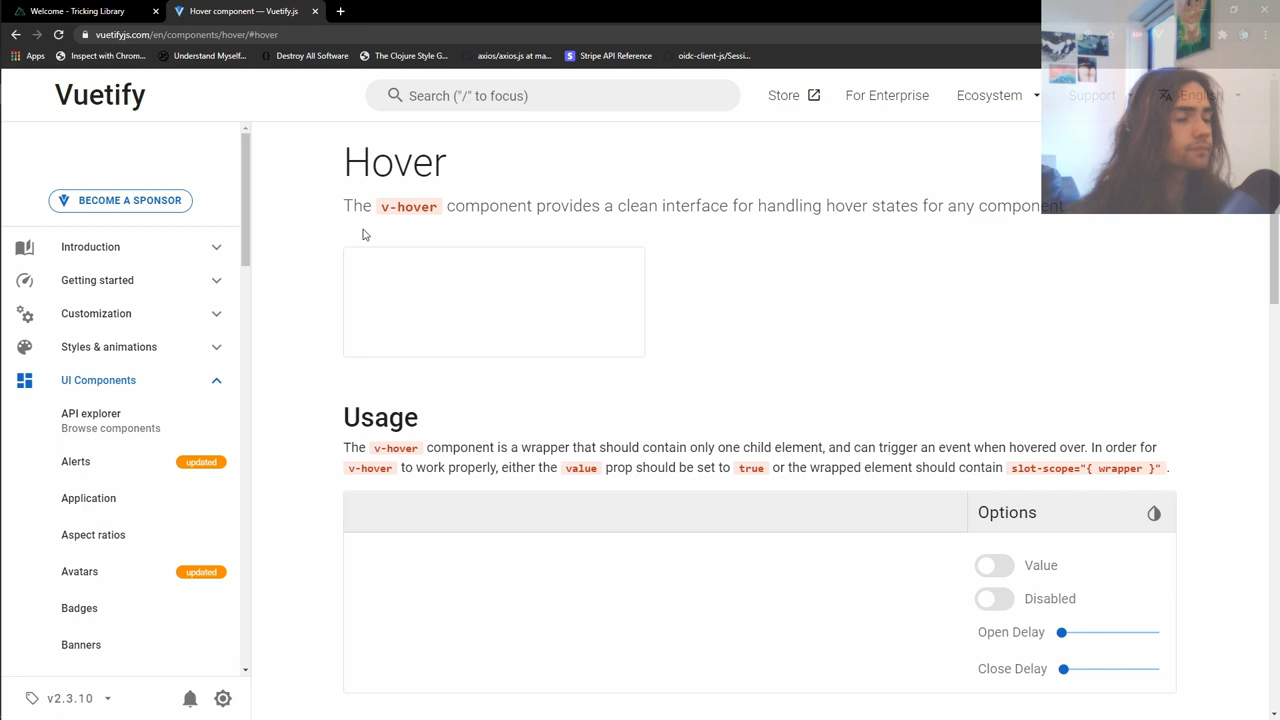 Welcome - Tricking Library
Hover component — Vuetify.js
vuetifyjs.com/en/components/hover/#hover
Apps
Inspect with Chrom...
Understand Myself...
Destroy All Software
The Clojure Style G...
axios/axios.js at ma...
Stripe API Reference
oidc-client-js/Sessi...
Vuetify
Search ("/" to focus)
Store
For Enterprise
Ecosystem
Support
English
BECOME A SPONSOR
Introduction
Getting started
Customization
Styles & animations
UI Components
API explorer
Browse components
Alerts
updated
Application
Aspect ratios
Avatars
updated
Badges
Banners
v2.3.10
Hover
The v-hover component provides a clean interface for handling hover states for any component.
Usage
The v-hover component is a wrapper that should contain only one child element, and can trigger an event when hovered over. In order for
v-hover to work properly, either the value prop should be set to true or the wrapped element should contain slot-scope="{ wrapper }".
Options
Value
Disabled
Open Delay
Close Delay